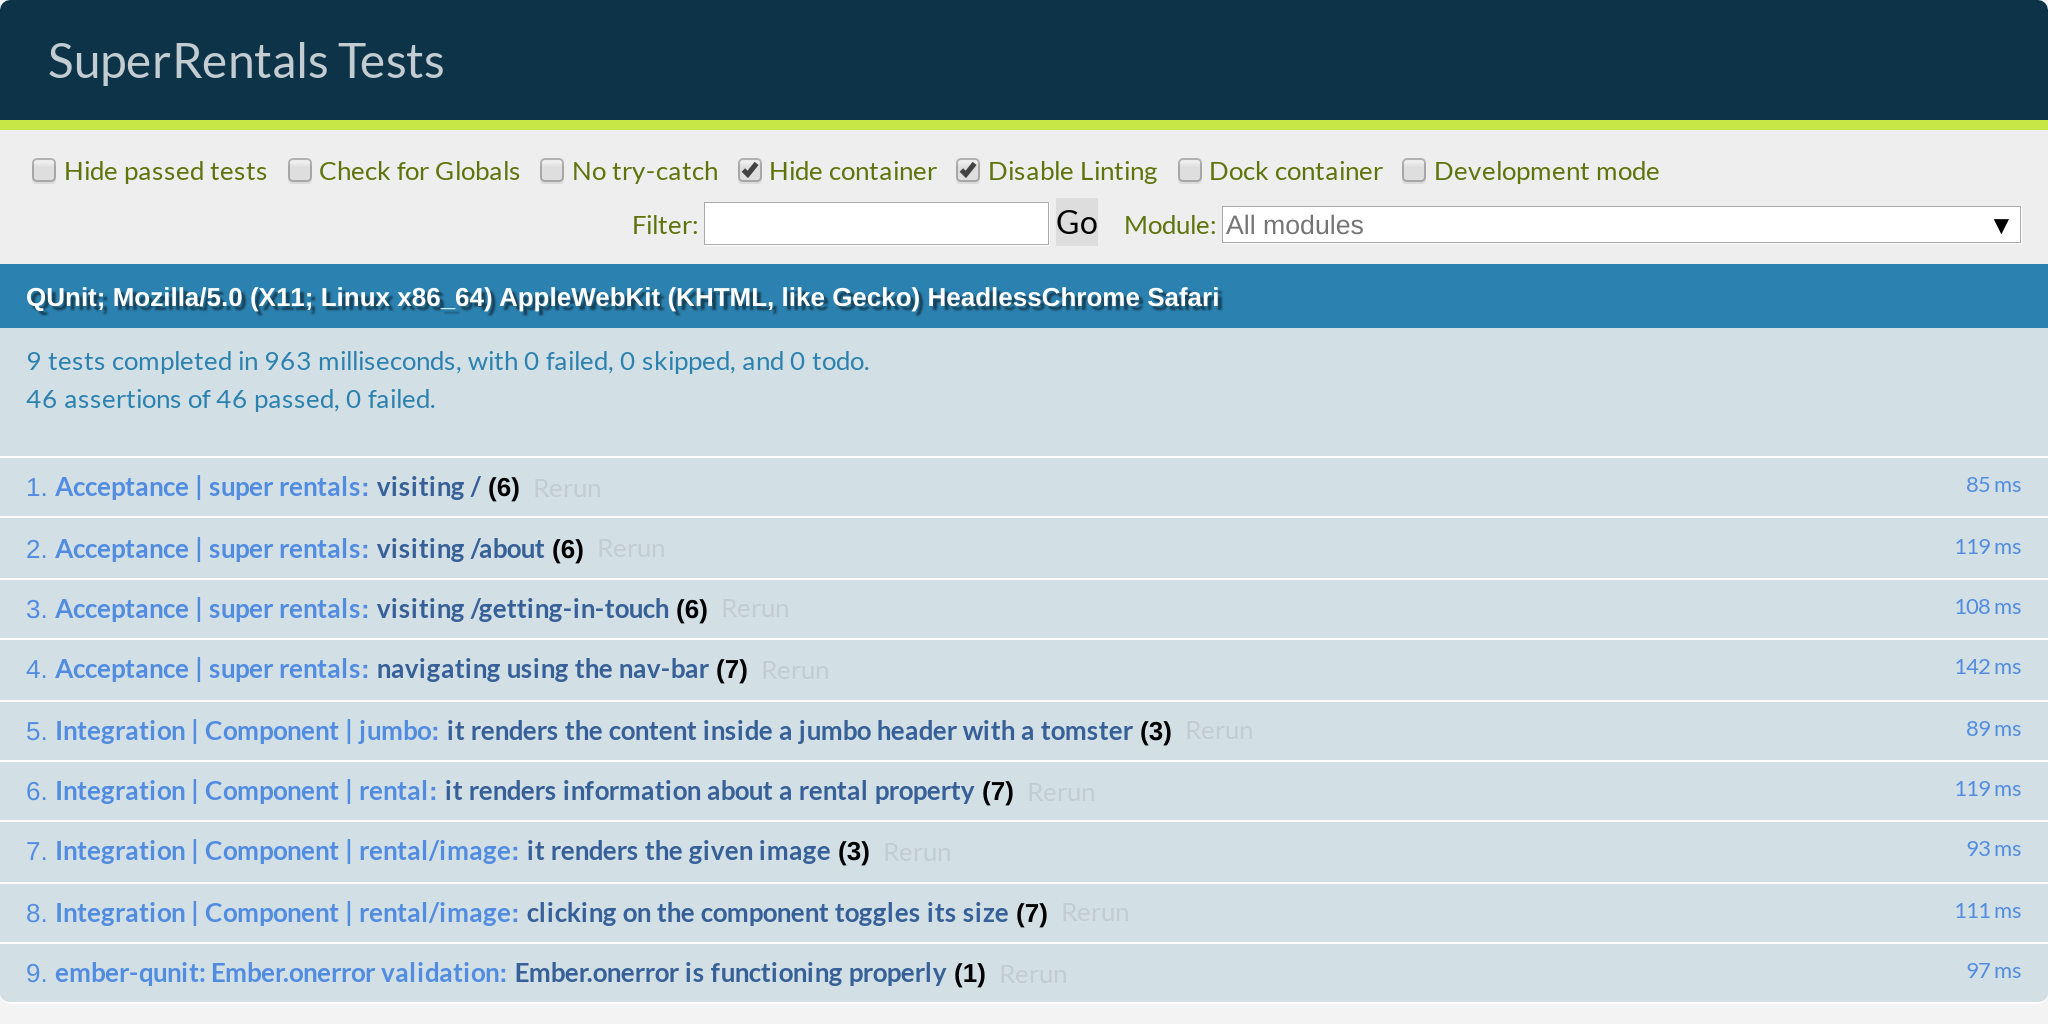 SuperRentals Tests
Hide passed tests Check for Globals No try-catch Hide container Disable Linting Dock container Development mode
Filter: Go Module: All modules ▼
QUnit; Mozilla/5.0 (X11; Linux x86_64) AppleWebKit (KHTML, like Gecko) HeadlessChrome Safari
9 tests completed in 963 milliseconds, with 0 failed, 0 skipped, and 0 todo.
46 assertions of 46 passed, 0 failed.
1. Acceptance | super rentals: visiting / (6) Rerun 85 ms
2. Acceptance | super rentals: visiting /about (6) Rerun 119 ms
3. Acceptance | super rentals: visiting /getting-in-touch (6) Rerun 108 ms
4. Acceptance | super rentals: navigating using the nav-bar (7) Rerun 142 ms
5. Integration | Component | jumbo: it renders the content inside a jumbo header with a tomster (3) Rerun 89 ms
6. Integration | Component | rental: it renders information about a rental property (7) Rerun 119 ms
7. Integration | Component | rental/image: it renders the given image (3) Rerun 93 ms
8. Integration | Component | rental/image: clicking on the component toggles its size (7) Rerun 111 ms
9. ember-qunit: Ember.onerror validation: Ember.onerror is functioning properly (1) Rerun 97 ms